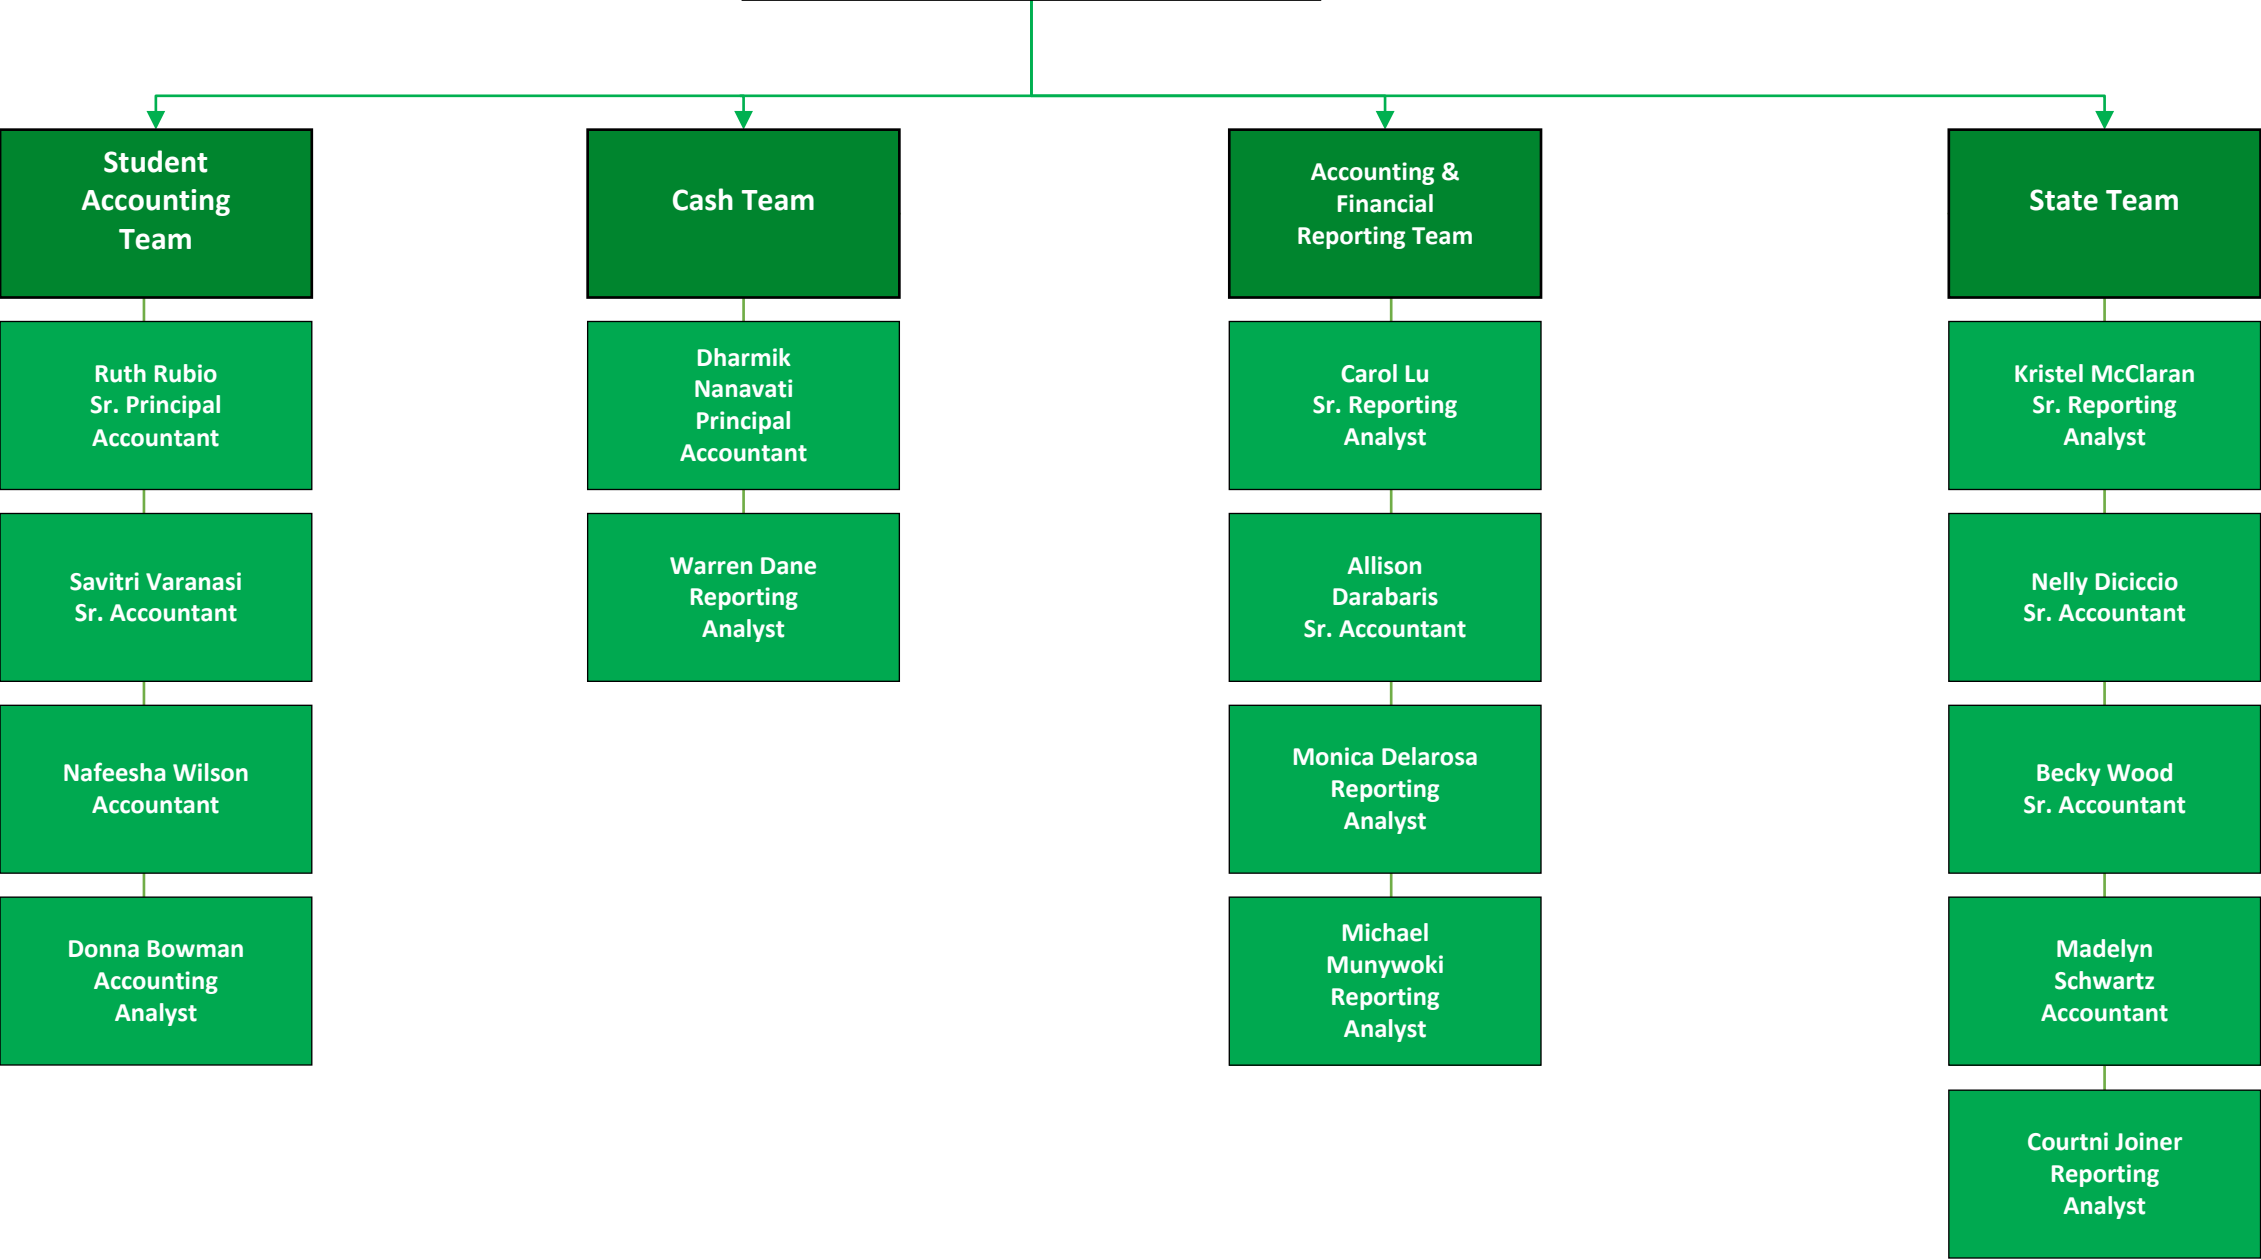 Student
Accounting
Team
Ruth Rubio
Sr. Principal
Accountant
Savitri Varanasi
Sr. Accountant
Nafeesha Wilson
Accountant
Donna Bowman
Accounting
Analyst
Cash Team
Dharmik
Nanavati
Principal
Accountant
Warren Dane
Reporting
Analyst
Accounting &
Financial
Reporting Team
Carol Lu
Sr. Reporting
Analyst
Allison
Darabaris
Sr. Accountant
Monica Delarosa
Reporting
Analyst
Michael
Munywoki
Reporting
Analyst
State Team
Kristel McClaran
Sr. Reporting
Analyst
Nelly Diciccio
Sr. Accountant
Becky Wood
Sr. Accountant
Madelyn
Schwartz
Accountant
Courtni Joiner
Reporting
Analyst